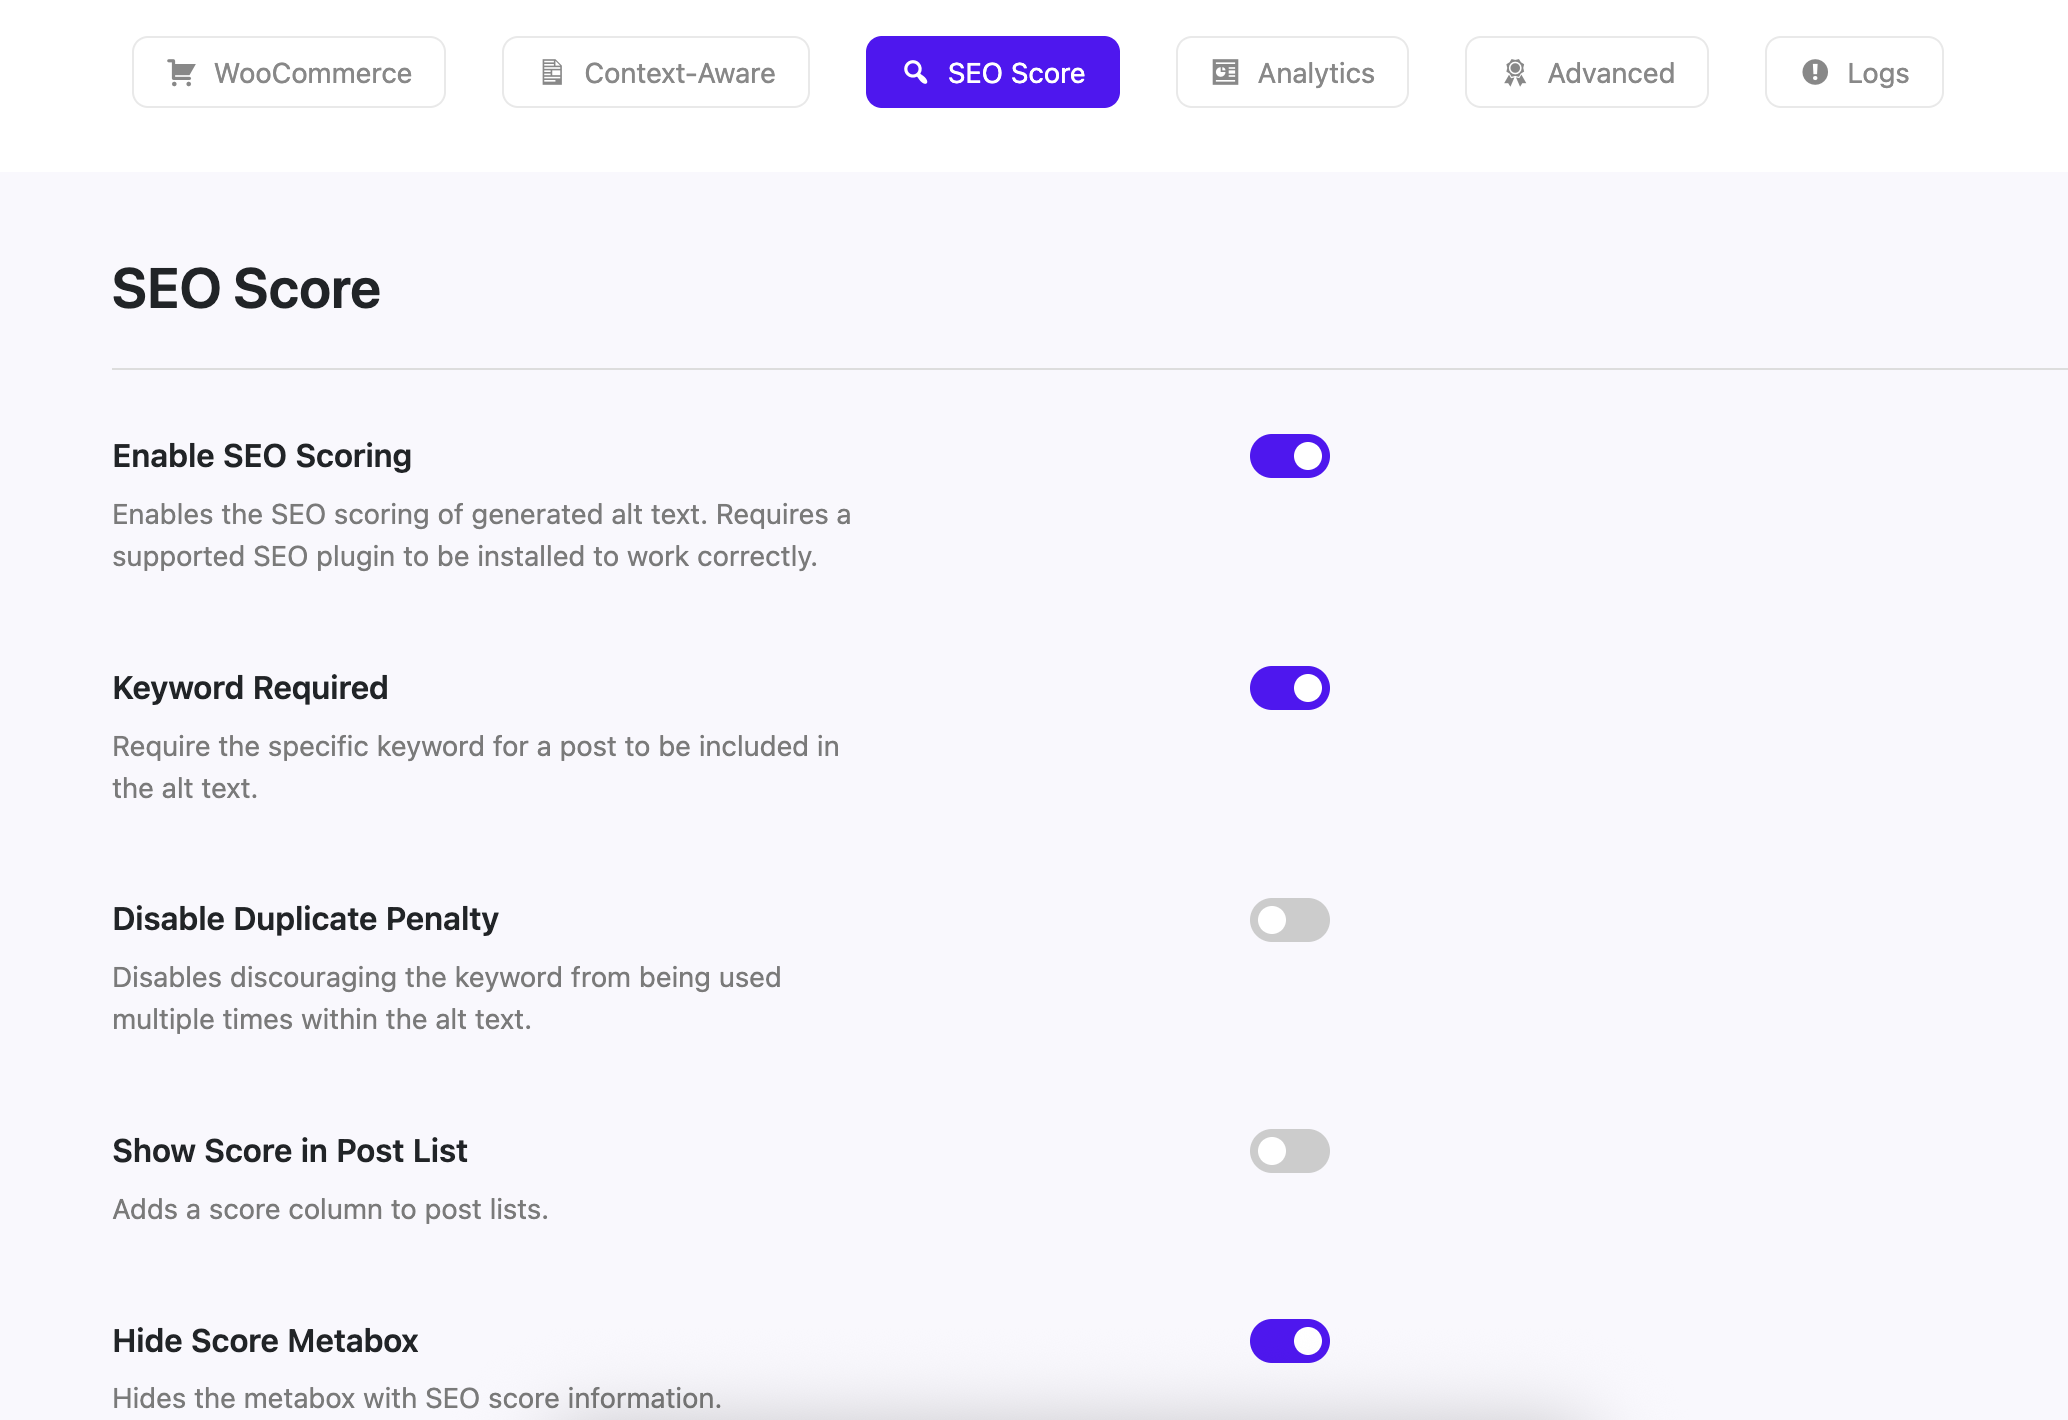 WooCommerce
Context-Aware
SEO Score
Analytics
Advanced
Logs
SEO Score
Enable SEO Scoring
Enables the SEO scoring of generated alt text. Requires a
supported SEO plugin to be installed to work correctly.
Keyword Required
Require the specific keyword for a post to be included in
the alt text.
Disable Duplicate Penalty
Disables discouraging the keyword from being used
multiple times within the alt text.
Show Score in Post List
Adds a score column to post lists.
Hide Score Metabox
Hides the metabox with SEO score information.